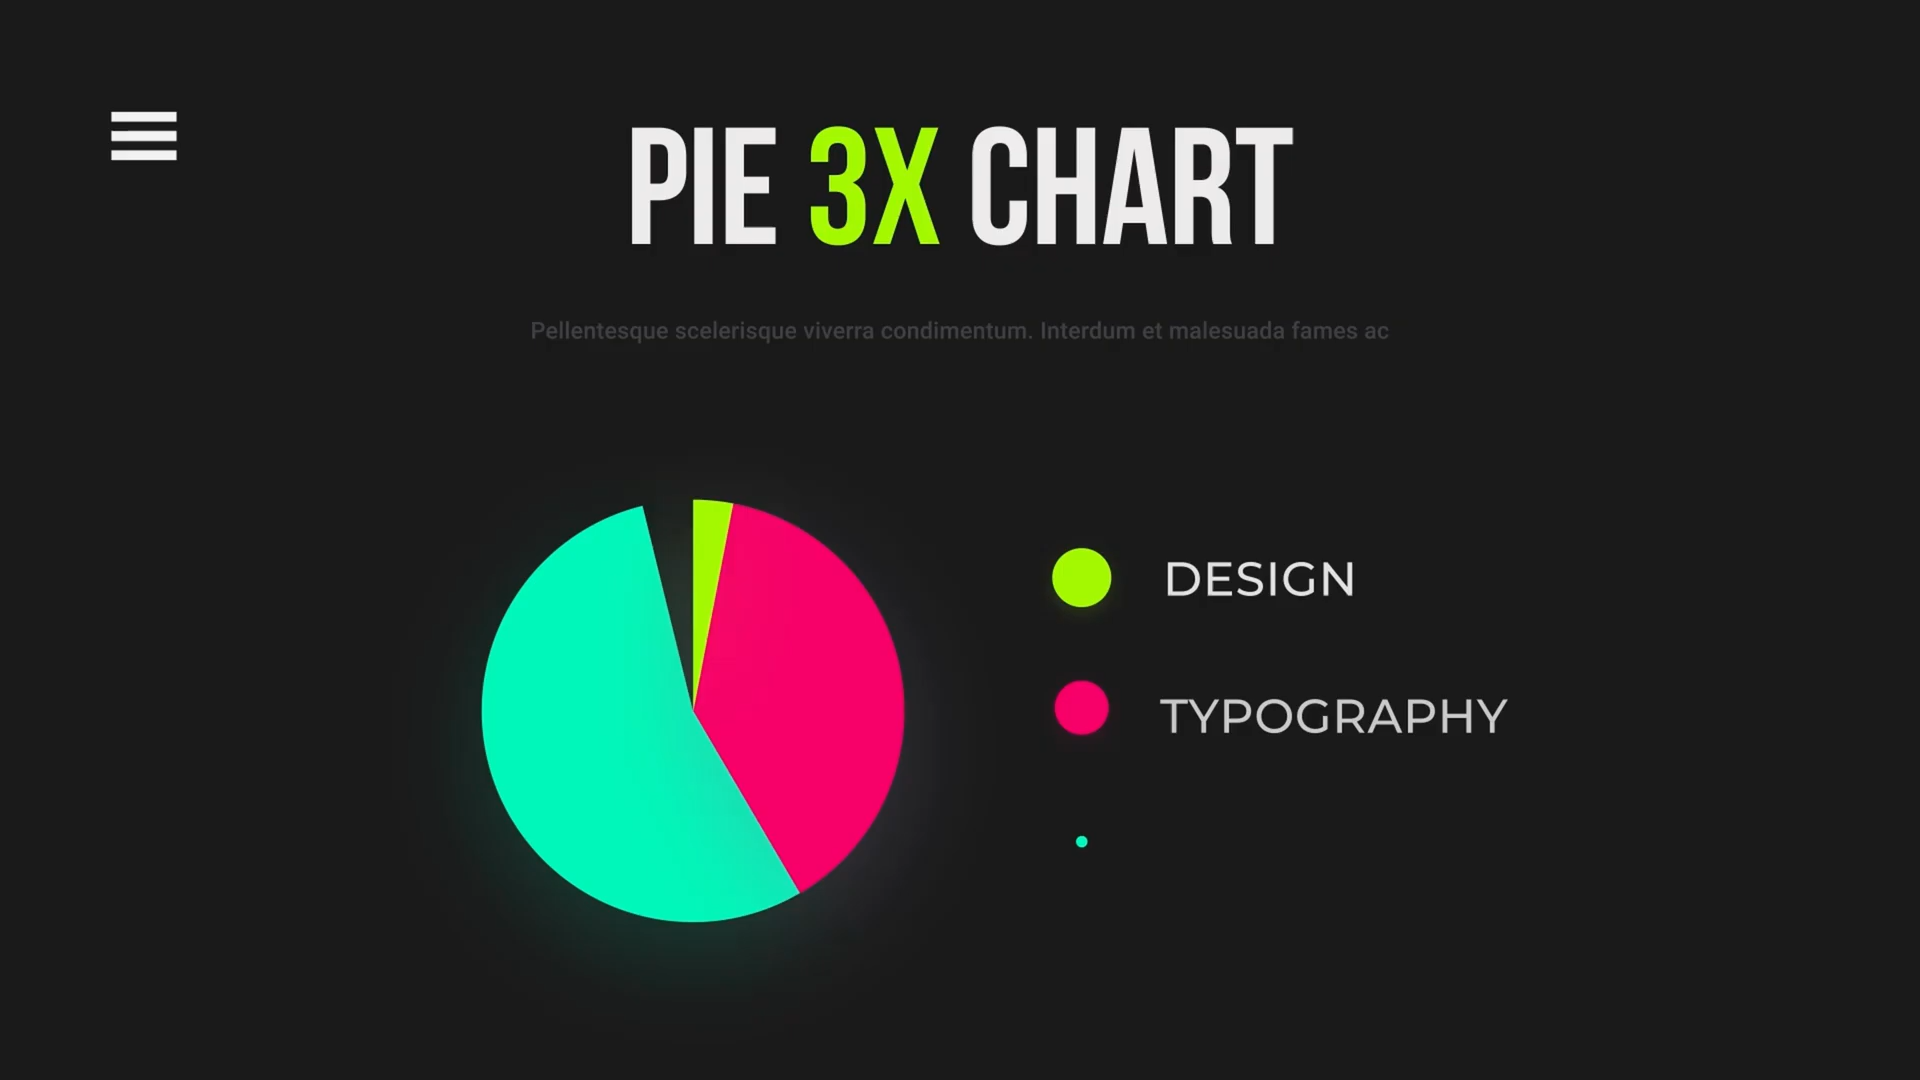 PIE 3X CHART
Pellentesque scelerisque viverra condimentum. Interdum et malesuada fames ac
DESIGN
TYPOGRAPHY